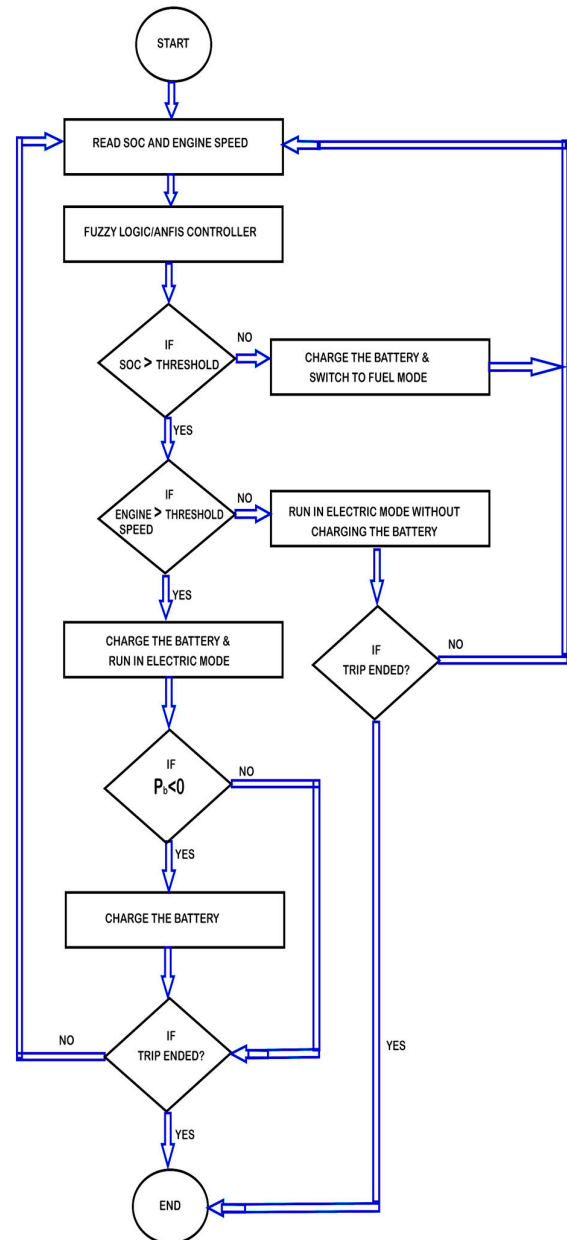 START
READ SOC AND ENGINE SPEED
FUZZY LOGIC/ANFIS CONTROLLER
IF
SOC > THRESHOLD
NO
CHARGE THE BATTERY &
SWITCH TO FUEL MODE
YES
IF
ENGINE > THRESHOLD
SPEED
NO
RUN IN ELECTRIC MODE WITHOUT
CHARGING THE BATTERY
YES
CHARGE THE BATTERY &
RUN IN ELECTRIC MODE
IF
TRIP ENDED?
NO
IF
Pb<0
NO
YES
CHARGE THE BATTERY
IF
TRIP ENDED?
NO
YES
YES
END